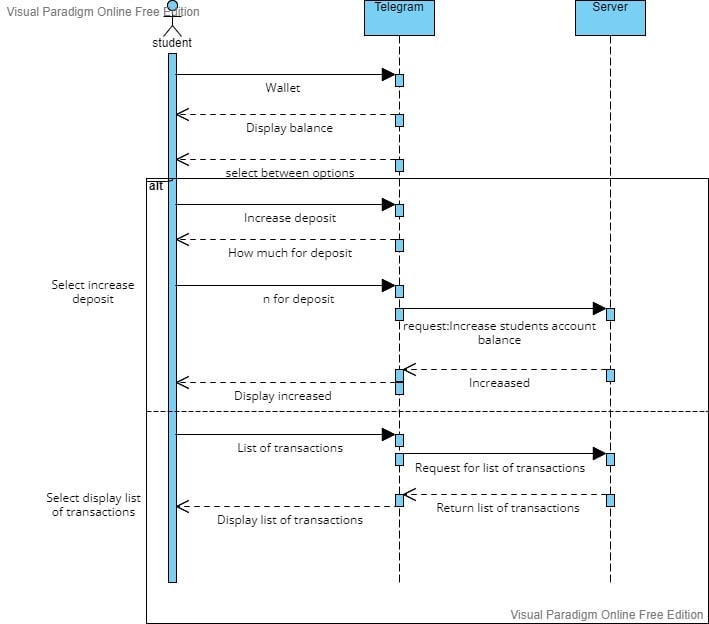 Visual Paradigm Online Free Edition
student
Telegram
Server
Wallet
Display balance
select between options
alt
Increase deposit
How much for deposit
Select increase
deposit
n for deposit
request:Increase students account
balance
Increaased
Display increased
List of transactions
Request for list of transactions
Select display list
of transactions
Return list of transactions
Display list of transactions
Visual Paradigm Online Free Edition